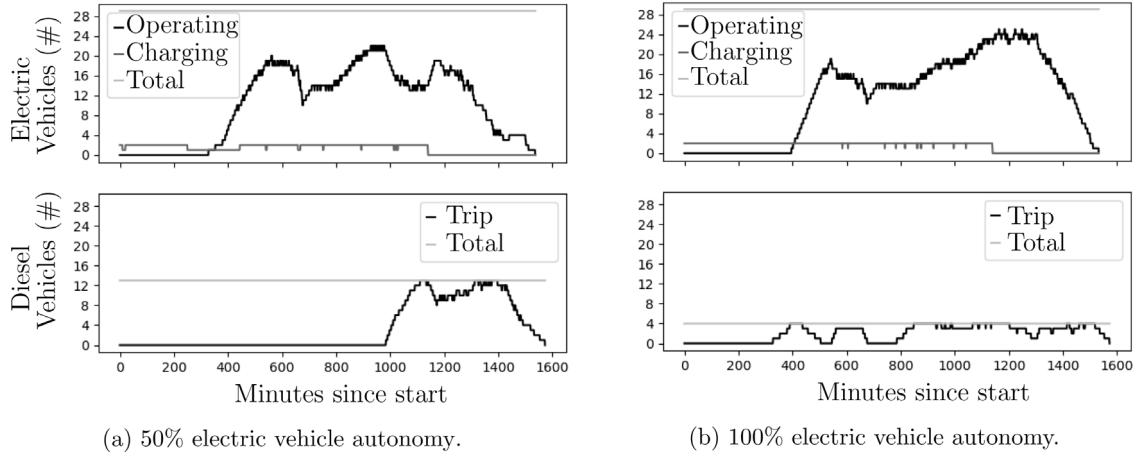 Electric
Vehicles (#)
28
24
20
16
12
8
4
0
Operating
Charging
Total
28
24
20
16
12
8
4
0
Operating
Charging
Total
Diesel
Vehicles (#)
28
24
20
16
12
8
4
0
Trip
Total
0 200 400 600 800 1000 1200 1400 1600
Minutes since start
28
24
20
16
12
8
4
0
Trip
Total
0 200 400 600 800 1000 1200 1400 1600
Minutes since start
(a) 50% electric vehicle autonomy.
(b) 100% electric vehicle autonomy.